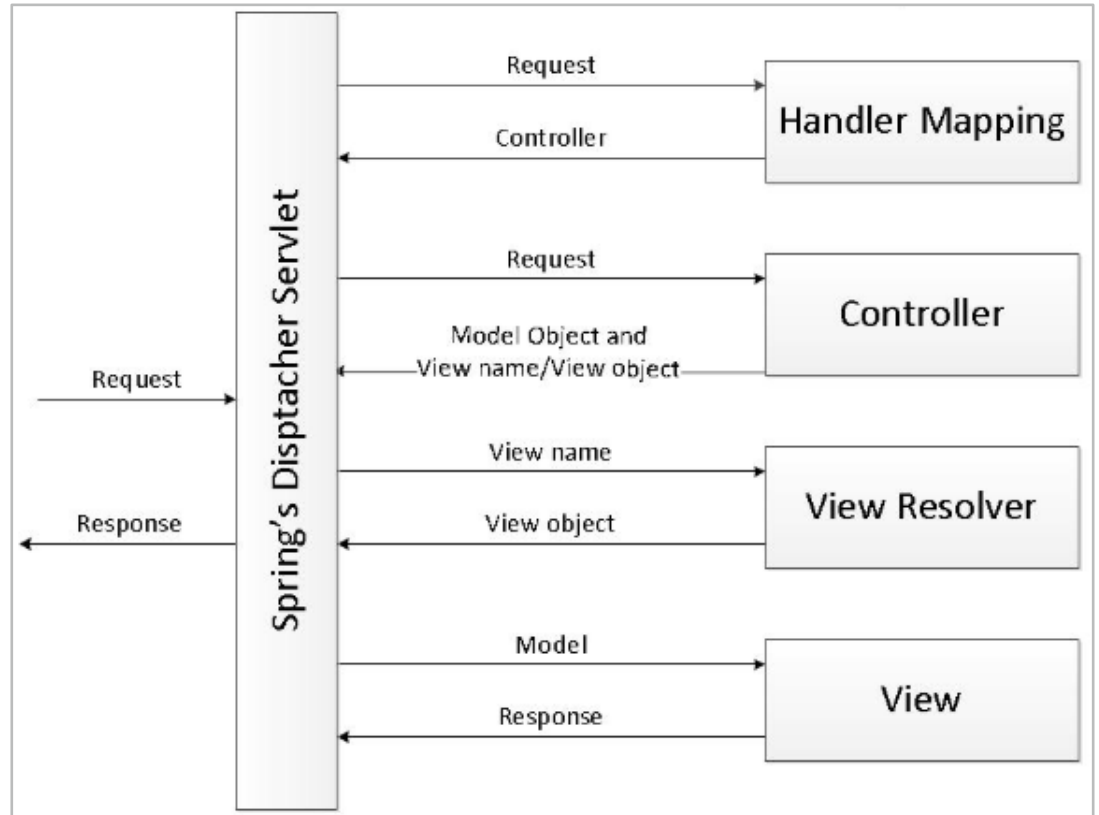 Request
Response
Spring's Disptacher Servlet
Request
Controller
Handler Mapping
Request
Model Object and
View name/View object
Controller
View name
View object
View Resolver
Model
Response
View